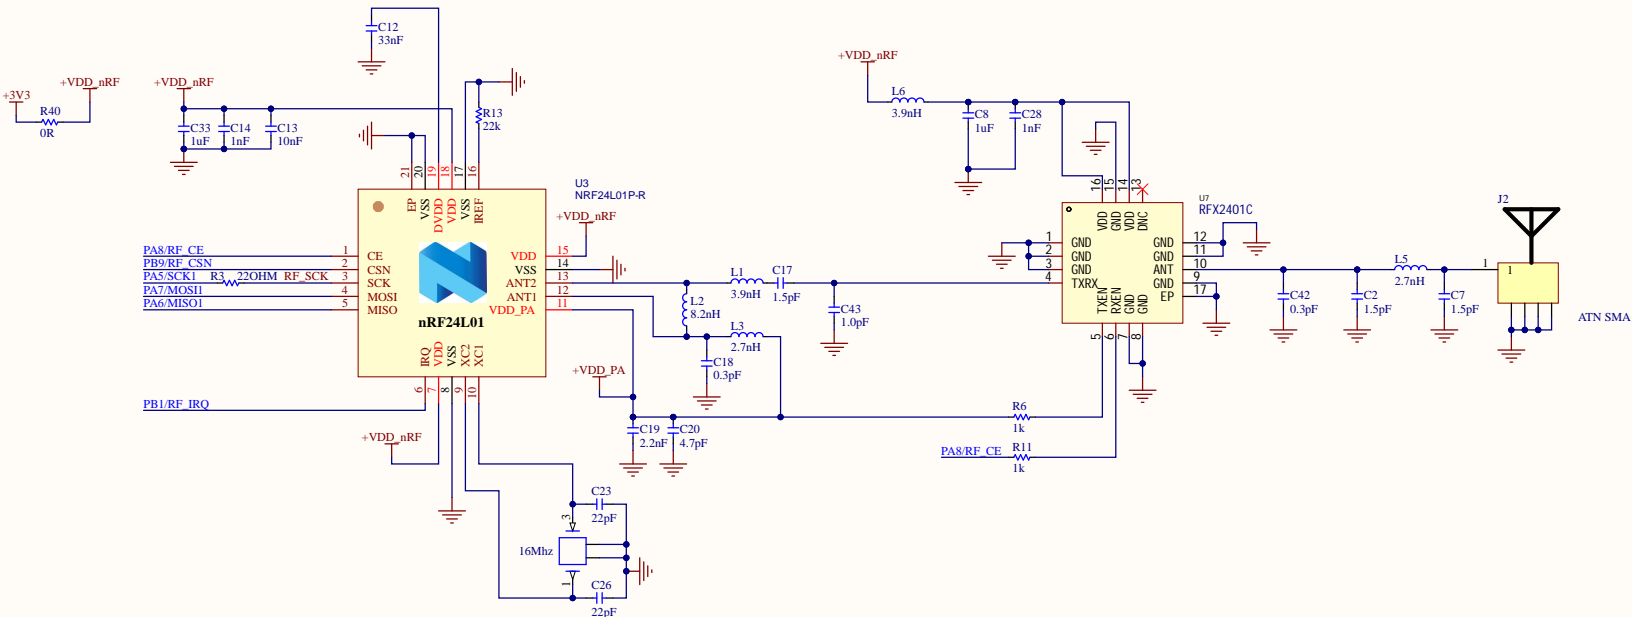 C12
33nF
+VDD_nRF
+VDD_nRF
+VDD_nRF
+3V3
R40
0R
C33
1uF
C14
1nF
C13
10nF
R13
22k
L6
3.9nH
C8
1uF
C28
1nF
21
20
19
18
17
16
EP
VSS
DVDD
VDD
VSS
IREF
U3
NRF24L01P-R
+VDD_nRF
PA8/RF_CE
1
CE
PB9/RF_CSN
2
CSN
PA5/SCK1
R3
22OHM
RF_SCK
3
SCK
PA7/MOSI1
4
MOSI
PA6/MISO1
5
MISO
VDD
15
VSS
14
ANT2
13
ANT1
12
VDD_PA
11
nRF24L01
IRQ
VDD
VSS
XC2
XC1
6
7
8
9
10
PB1/RF_IRQ
+VDD_nRF
L1
3.9nH
C17
1.5pF
L2
8.2nH
L3
2.7nH
C18
0.3pF
C43
1.0pF
+VDD_PA
C19
2.2nF
C20
4.7pF
C23
22pF
3
16Mhz
1
C26
22pF
16
15
14
13
VDD
GND
VDD
DNC
U7
RFX2401C
1
GND
2
GND
3
GND
4
TXRX
GND
12
GND
11
ANT
10
GND
9
EP
17
TXEN
RXEN
GND
GND
5
6
7
8
R6
1k
PA8/RF_CE
R11
1k
C42
0.3pF
C2
1.5pF
L5
2.7nH
C7
1.5pF
J2
1
1
ATN SMA